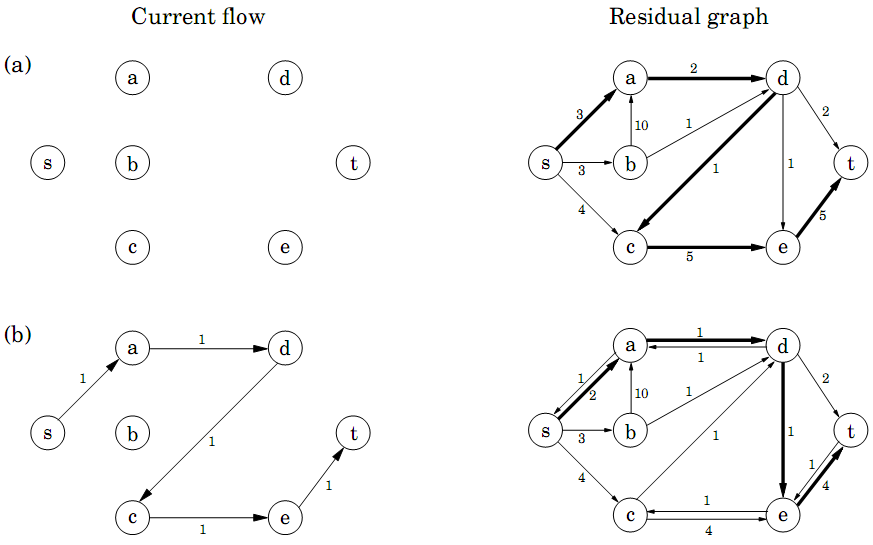 Current flow
Residual graph
(a)
a d
s b t
c e
a 2 d
3 10 1 2
s 3 b 1 1 t
4 5
c 5 e
(b)
a 1 d
1
s b 1 t
1
c 1 e
a 1 d
1
1 2 10 1 2
s 3 b 1 1 t
4 1 4
c 1 e
4